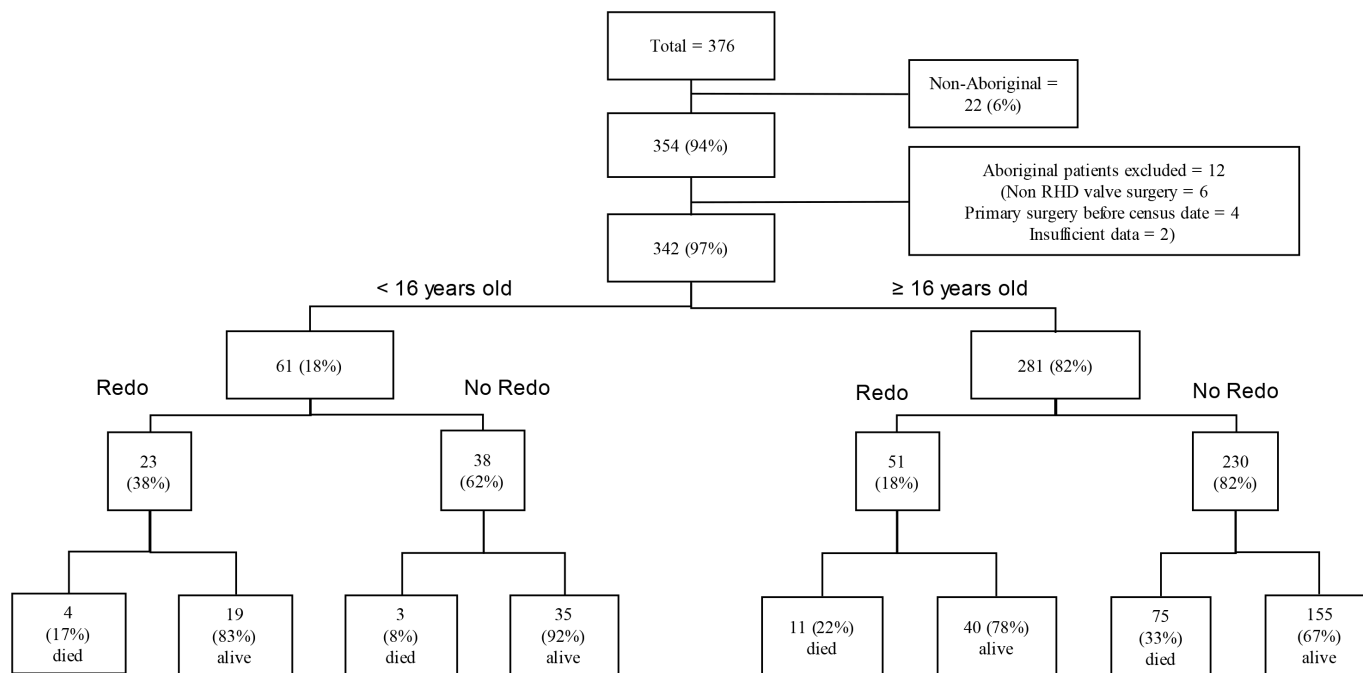 Total = 376
Non-Aboriginal =
22 (6%)
354 (94%)
Aboriginal patients excluded = 12
(Non RHD valve surgery = 6
Primary surgery before census date = 4
Insufficient data = 2)
342 (97%)
< 16 years old
≥ 16 years old
61 (18%)
281 (82%)
Redo
No Redo
Redo
No Redo
23
(38%)
38
(62%)
51
(18%)
230
(82%)
4
(17%)
died
19
(83%)
alive
3
(8%)
died
35
(92%)
alive
11 (22%)
died
40 (78%)
alive
75
(33%)
died
155
(67%)
alive